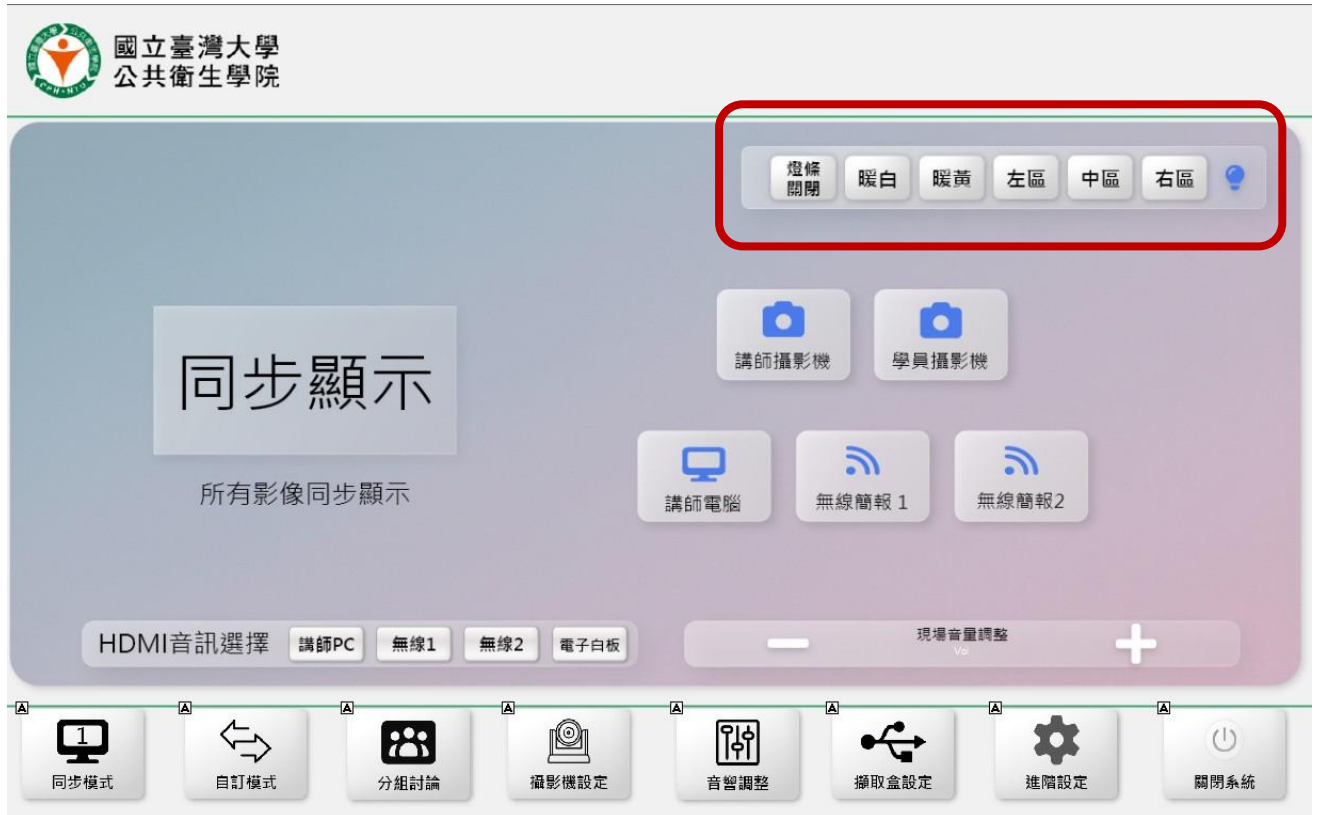 國立臺灣大學
公共衛生學院
燈條
關閉
暖白
暖黃
左區
中區
右區
講師攝影機
學員攝影機
同步顯示
所有影像同步顯示
講師電腦
無線簡報 1
無線簡報2
HDMI音訊選擇
講師PC
無線1
無線2
電子白板
現場音量調整
Vol
A
A
A
A
A
A
A
A
1
同步模式
自訂模式
分組討論
攝影機設定
音響調整
擷取盒設定
進階設定
關閉系統